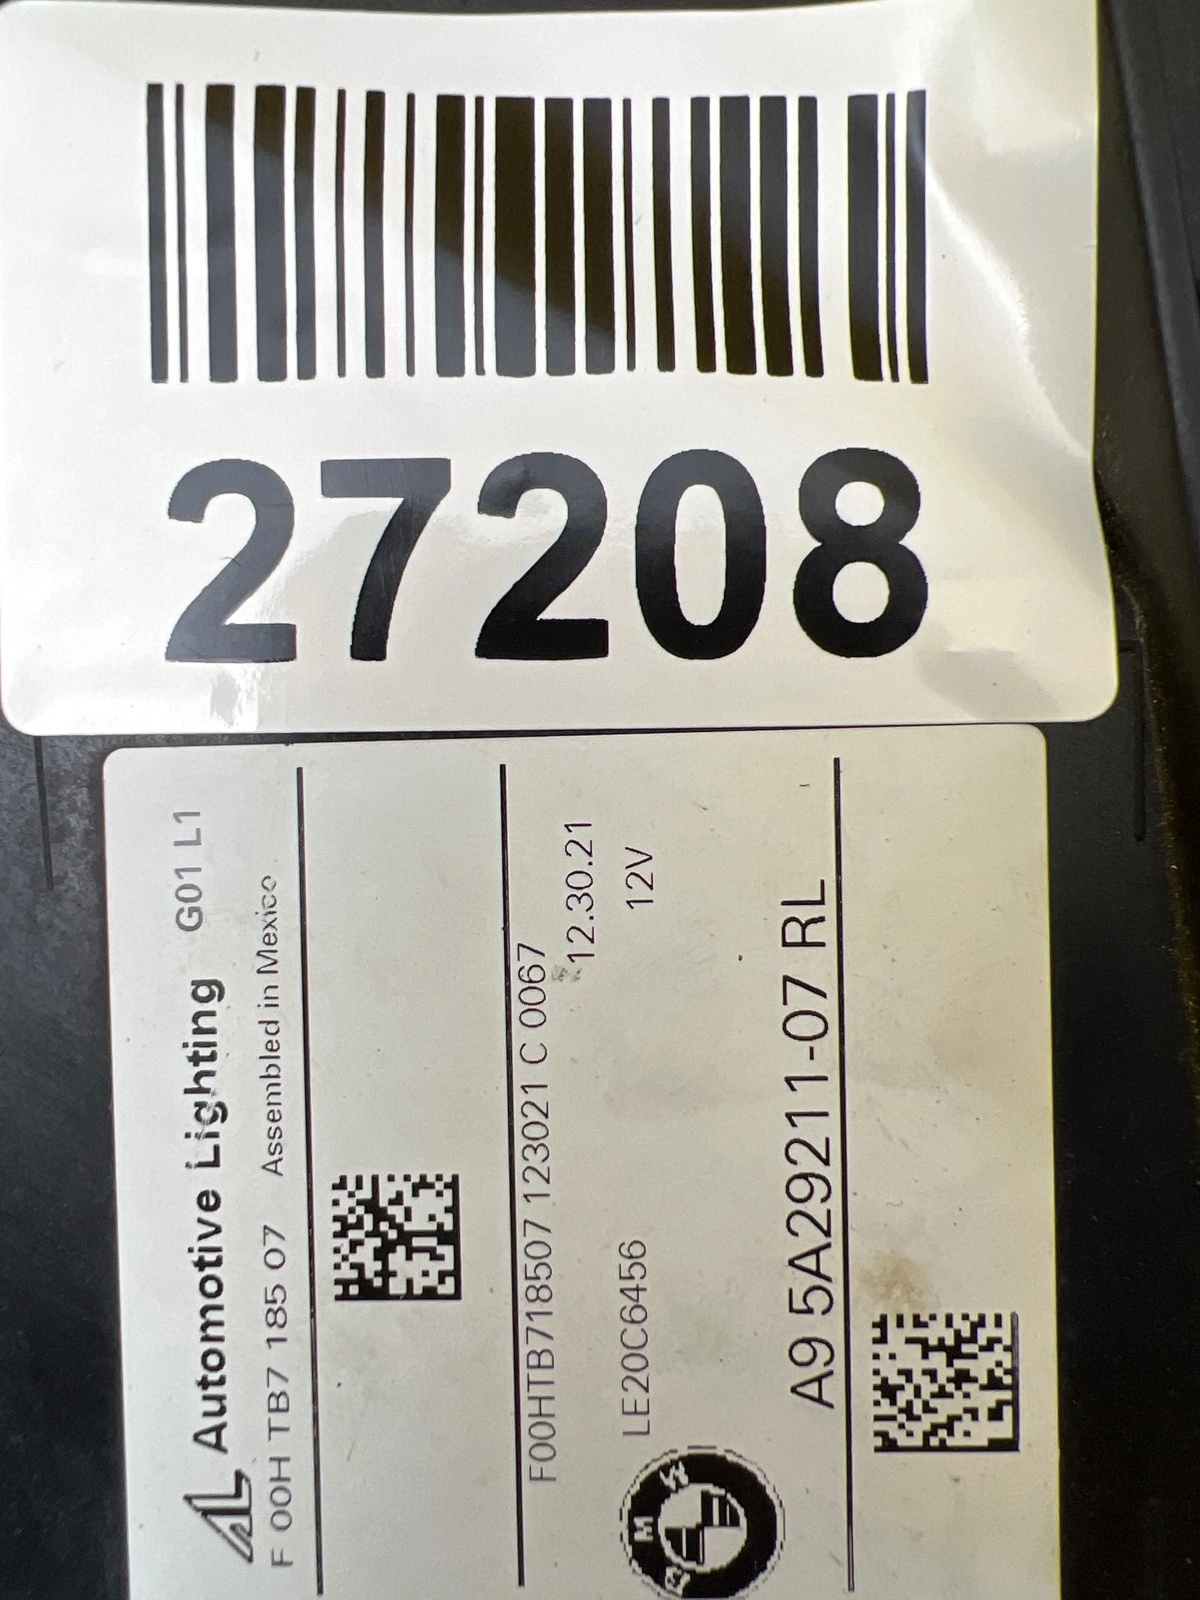 27208
Automotive Lighting G01 L1
F 00H TB7 185 07 Assembled in Mexico
F00HTB718507 123021 C 0067
12.30.21
LE20C6456 12V
BMW
A9 5A29211-07 RL